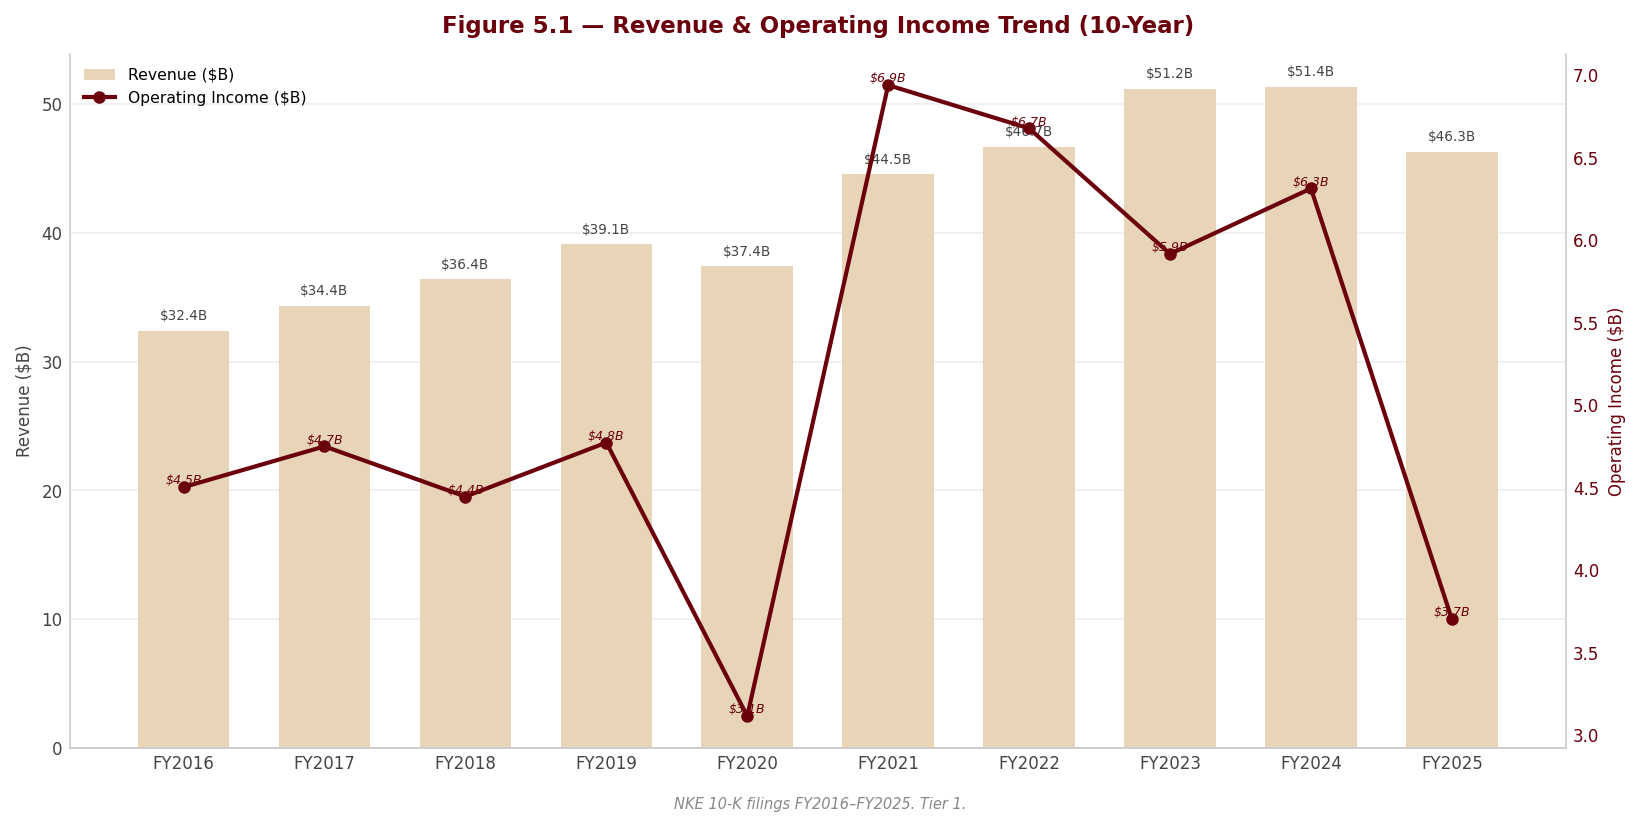 Figure 5.1 — Revenue & Operating Income Trend (10-Year)
Revenue ($B)
Operating Income ($B)
$32.4B
$34.4B
$36.4B
$39.1B
$37.4B
$44.5B
$46.7B
$51.2B
$51.4B
$46.3B
$4.5B
$4.7B
$4.4B
$4.8B
$3.1B
$6.9B
$6.7B
$5.9B
$6.3B
$3.7B
Revenue ($B)
50
40
30
20
10
0
Operating Income ($B)
7.0
6.5
6.0
5.5
5.0
4.5
4.0
3.5
3.0
FY2016 FY2017 FY2018 FY2019 FY2020 FY2021 FY2022 FY2023 FY2024 FY2025
NKE 10-K filings FY2016–FY2025. Tier 1.